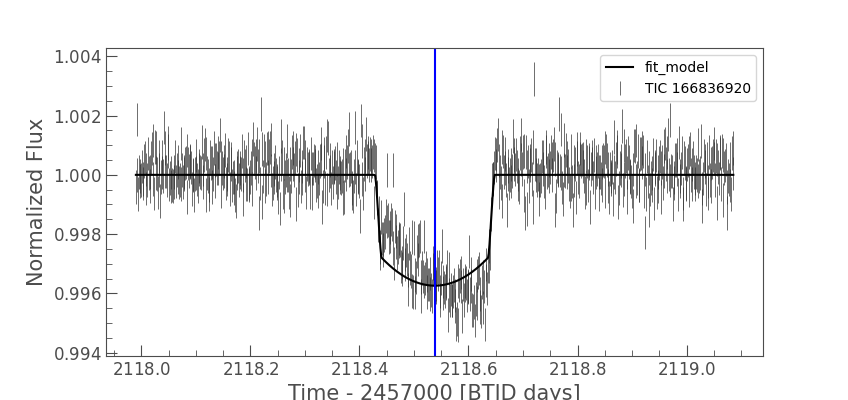 1.004
1.002
1.000
0.998
0.996
0.994
Normalized Flux
fit_model
TIC 166836920
2118.0 2118.2 2118.4 2118.6 2118.8 2119.0
Time - 2457000 [BTJD days]